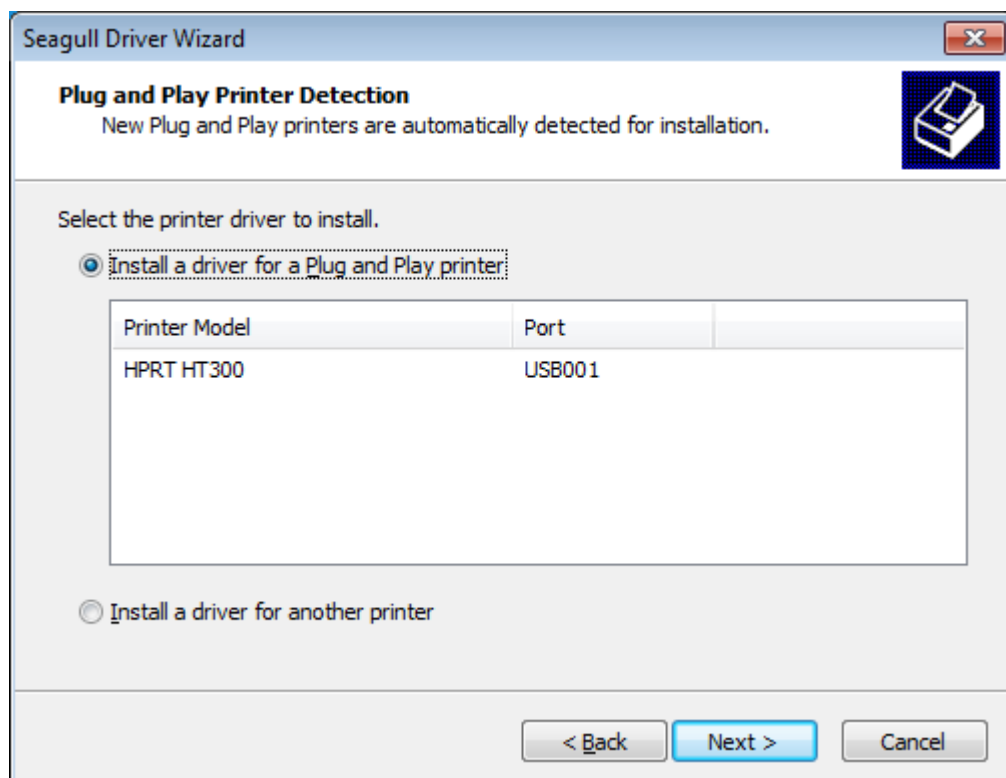 Seagull Driver Wizard
Plug and Play Printer Detection
New Plug and Play printers are automatically detected for installation.
Select the printer driver to install.
Install a driver for a Plug and Play printer
Printer Model Port
HPRT HT300 USB001
Install a driver for another printer
< Back Next > Cancel